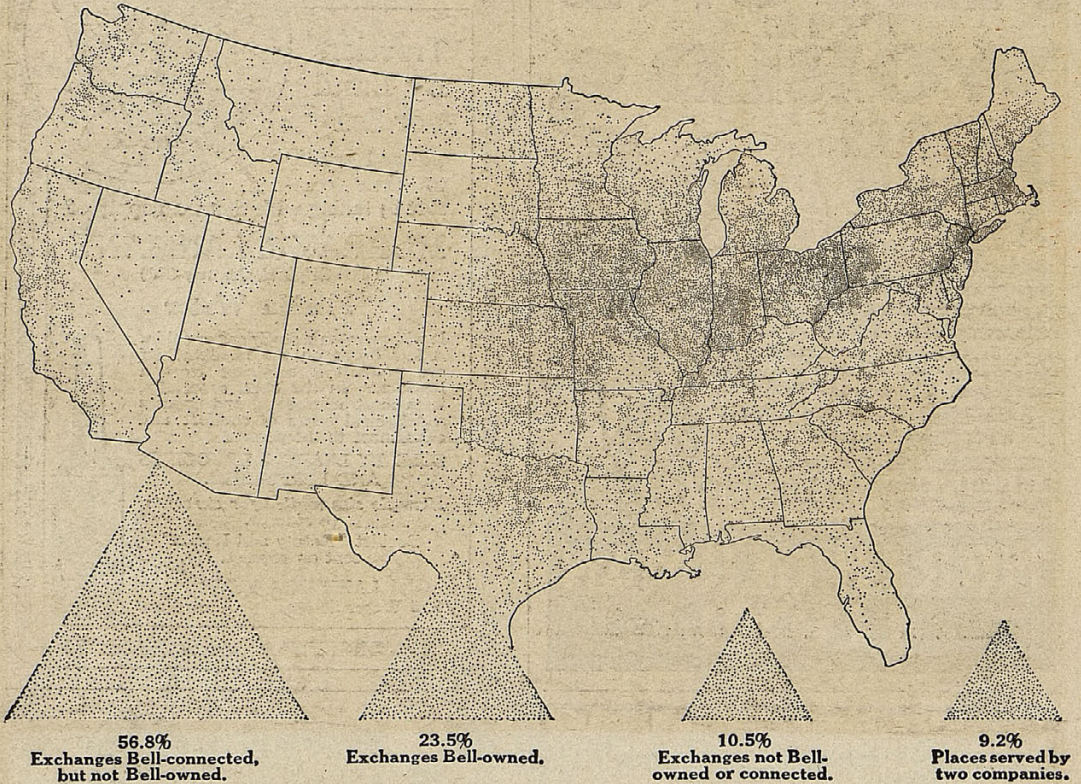 56.8%
Exchanges Bell-connected,
but not Bell-owned.
23.5%
Exchanges Bell-owned.
10.5%
Exchanges not Bell-
owned or connected.
9.2%
Places served by
two companies.